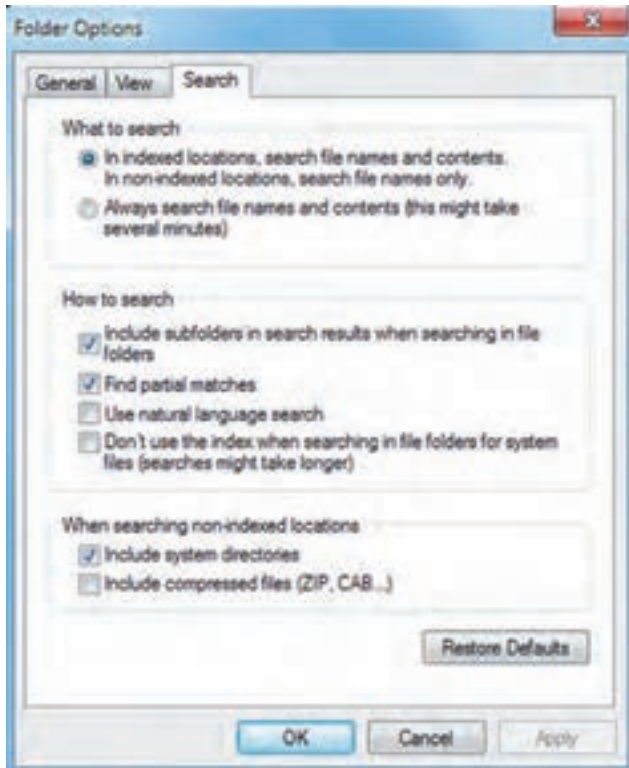 Folder Options
General View Search
What to search
In indexed locations, search file names and contents.
In non-indexed locations, search file names only.
Always search file names and contents (this might take
several minutes)
How to search
Include subfolders in search results when searching in file
folders
Find partial matches
Use natural language search
Don't use the index when searching in file folders for system
files (searches might take longer)
When searching non-indexed locations
Include system directories
Include compressed files (ZIP, CAB...)
Restore Defaults
OK Cancel Apply